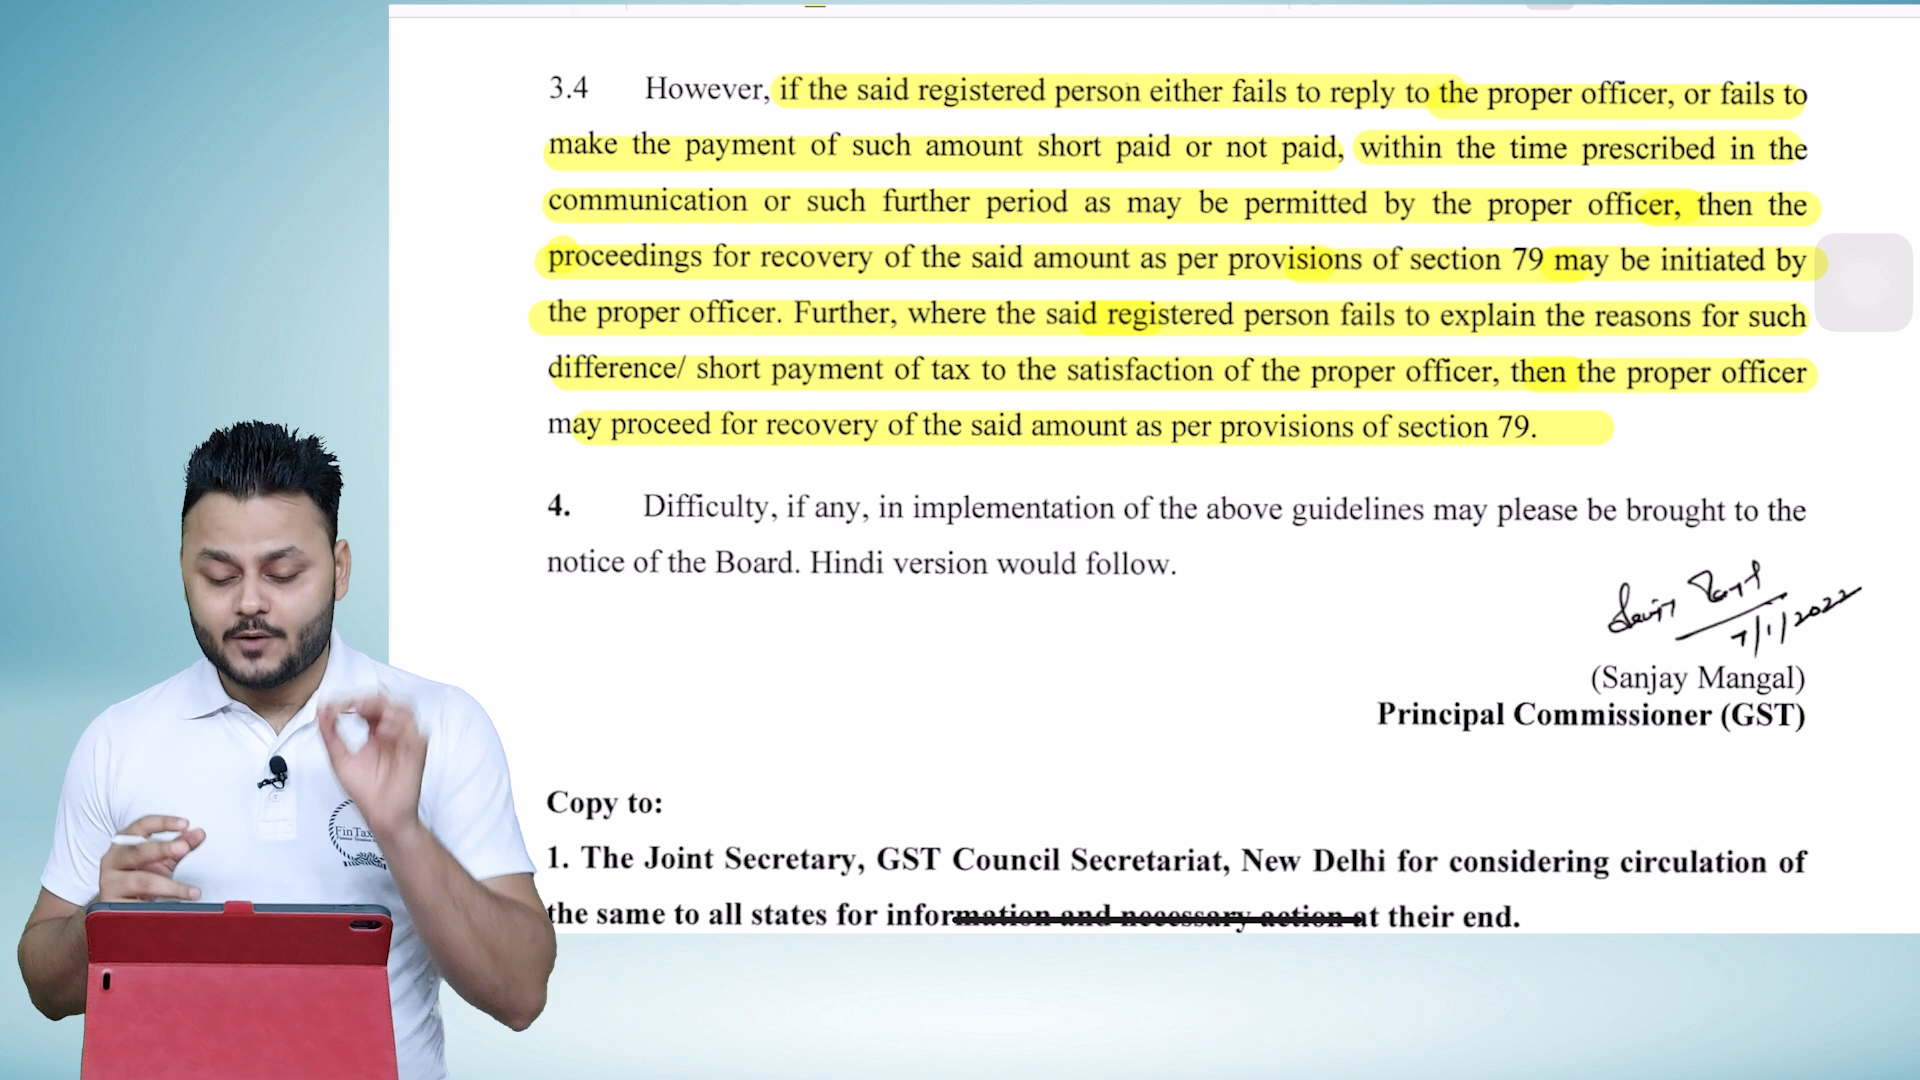 3.4 However, if the said registered person either fails to reply to the proper officer, or fails to
make the payment of such amount short paid or not paid, within the time prescribed in the
communication or such further period as may be permitted by the proper officer, then the
proceedings for recovery of the said amount as per provisions of section 79 may be initiated by
the proper officer. Further, where the said registered person fails to explain the reasons for such
difference/ short payment of tax to the satisfaction of the proper officer, then the proper officer
may proceed for recovery of the said amount as per provisions of section 79.
4. Difficulty, if any, in implementation of the above guidelines may please be brought to the
notice of the Board. Hindi version would follow.
7/1/2022
(Sanjay Mangal)
Principal Commissioner (GST)
Copy to:
1. The Joint Secretary, GST Council Secretariat, New Delhi for considering circulation of
the same to all states for information and necessary action at their end.
FinTax